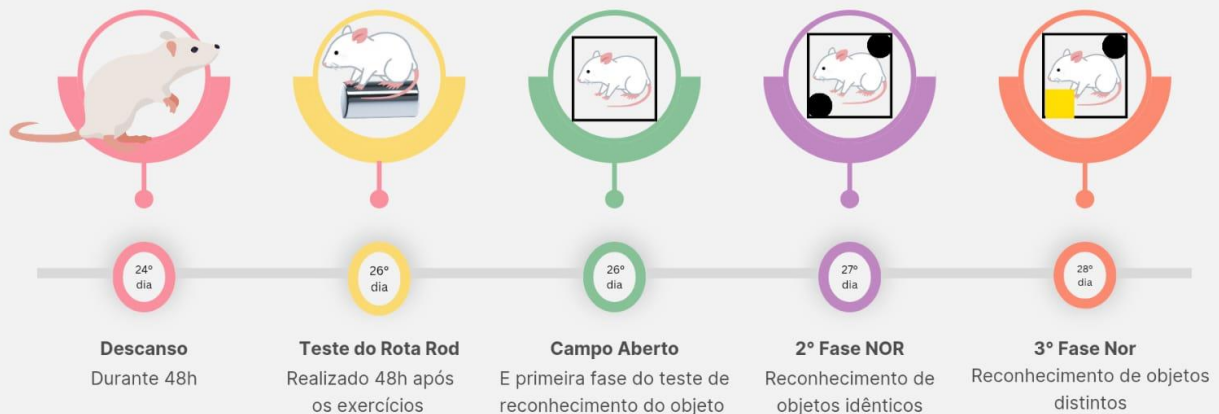 24º
dia
26º
dia
26º
dia
27º
dia
28º
dia
Descanso
Durante 48h
Teste do Rota Rod
Realizado 48h após
os exercícios
Campo Aberto
E primeira fase do teste de
reconhecimento do objeto
2º Fase NOR
Reconhecimento de
objetos idênticos
3º Fase Nor
Reconhecimento de objetos
distintos